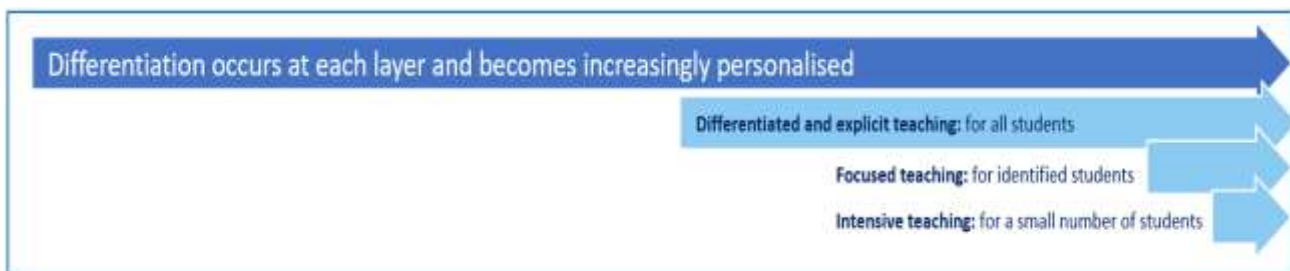 Differentiation occurs at each layer and becomes increasingly personalised
Differentiated and explicit teaching: for all students
Focused teaching: for identified students
Intensive teaching: for a small number of students